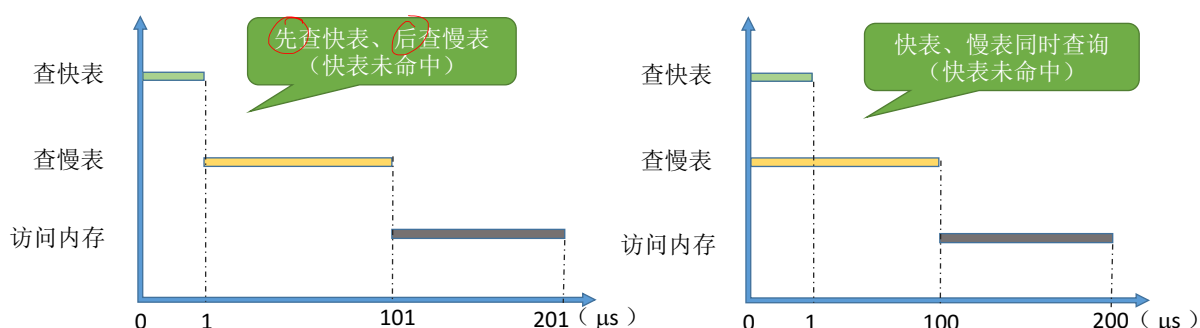 先查快表、后查慢表
（快表未命中）
查快表
查慢表
访问内存
0
1
101
201
（ μs ）
快表、慢表同时查询
（快表未命中）
查快表
查慢表
访问内存
0
1
100
200
（ μs ）